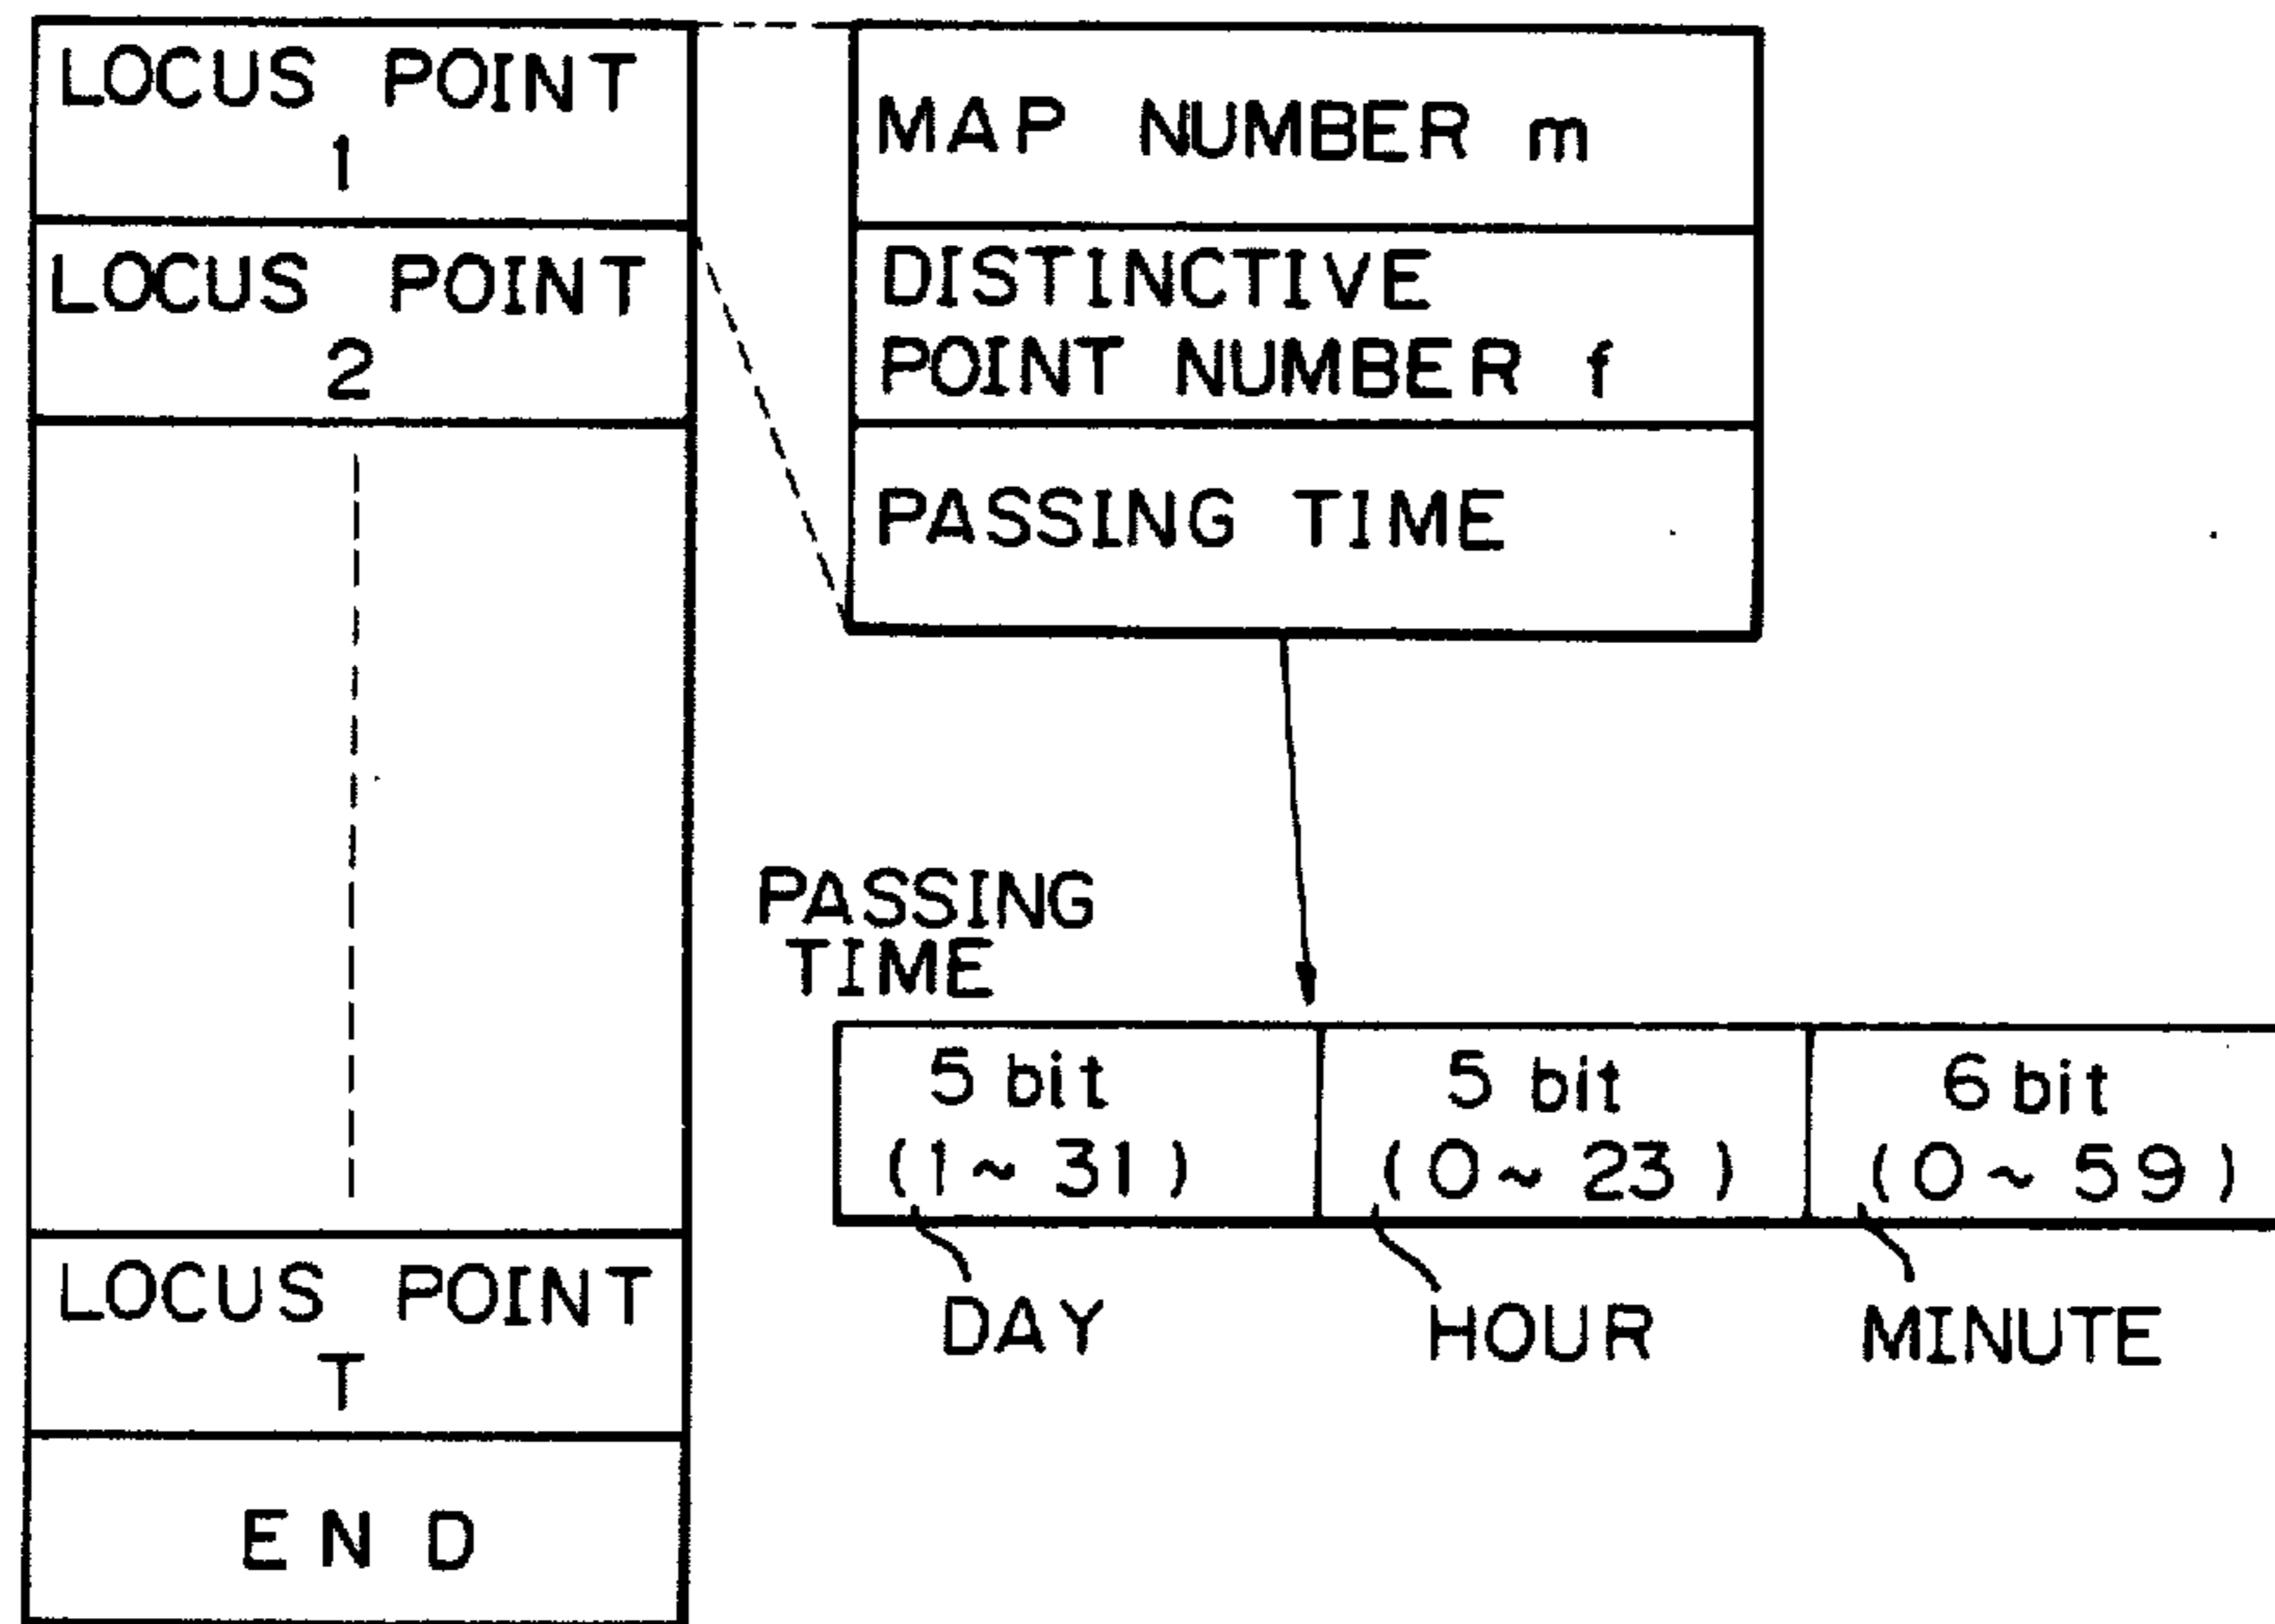 LOCUS POINT
1
LOCUS POINT
2
LOCUS POINT
T
END
MAP NUMBER m
DISTINCTIVE
POINT NUMBER f
PASSING TIME
PASSING
TIME
5 bit
(1~ 31)
5 bit
(0~ 23)
6 bit
(0~ 59)
DAY
HOUR
MINUTE